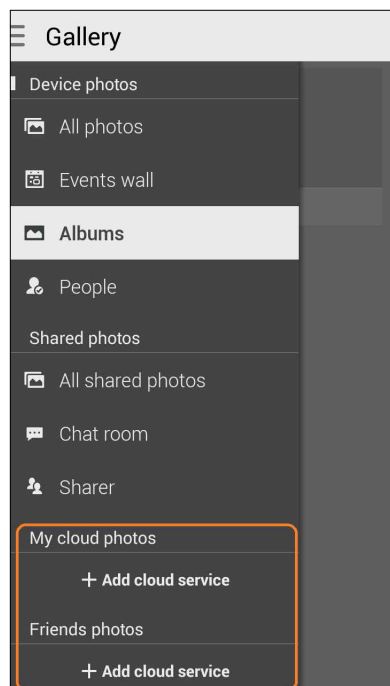 Gallery
Device photos
All photos
Events wall
Albums
People
Shared photos
All shared photos
Chat room
Sharer
My cloud photos
+ Add cloud service
Friends photos
+ Add cloud service